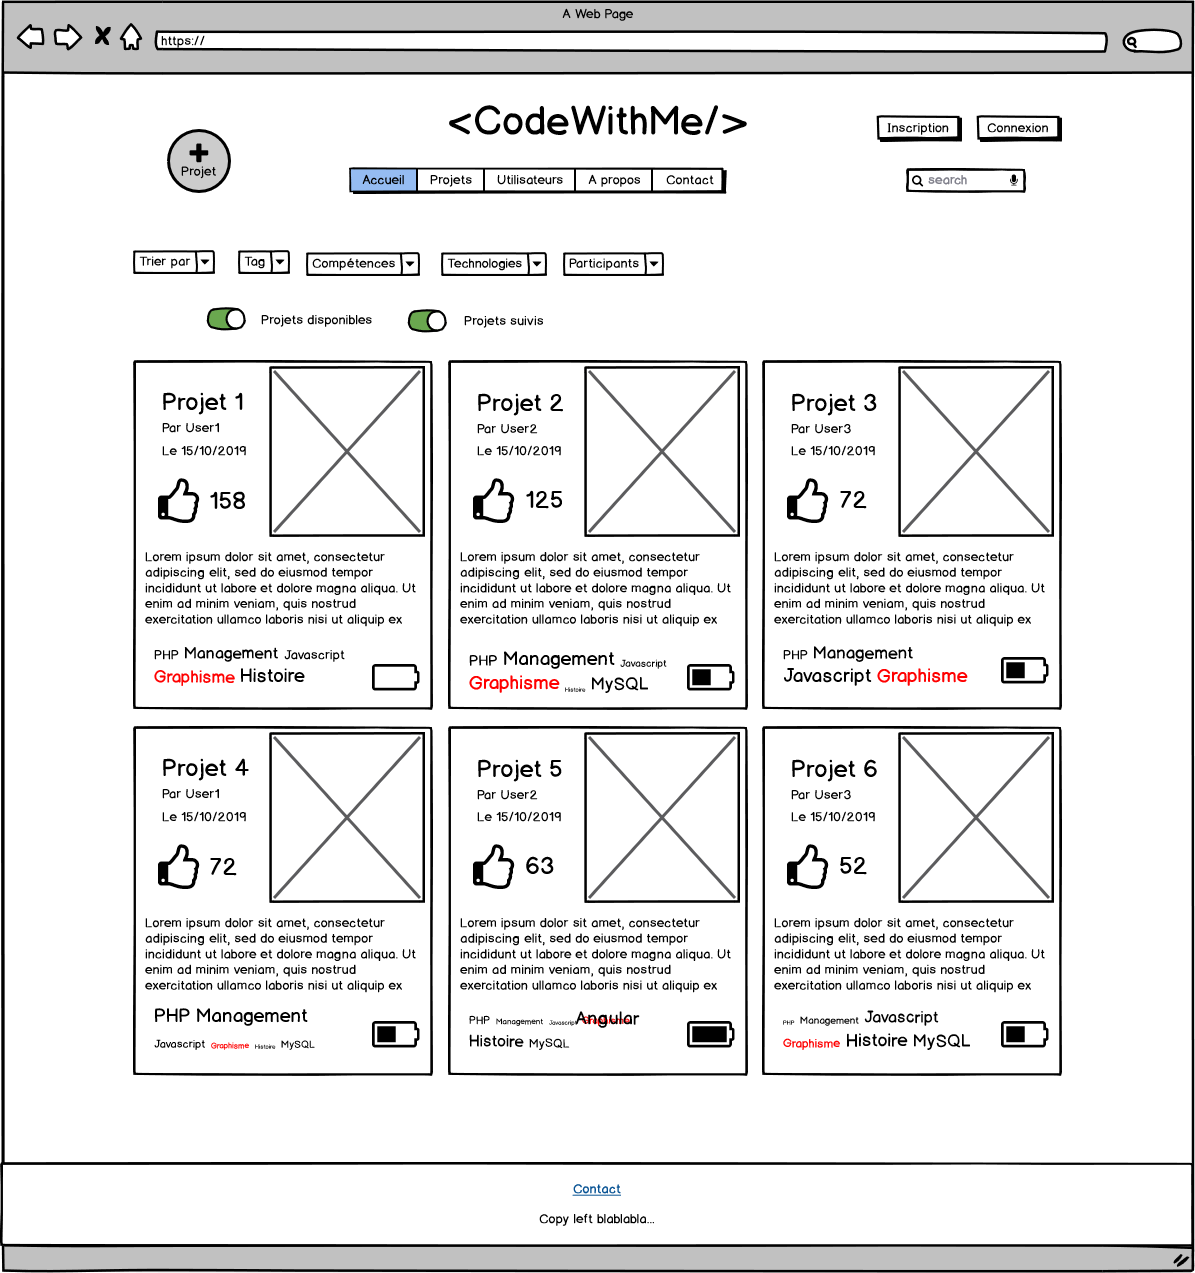 A Web Page
https://
<CodeWithMe/>
Inscription
Connexion
Projet
Accueil
Projets
Utilisateurs
A propos
Contact
search
Trier par
Tag
Compétences
Technologies
Participants
Projets disponibles
Projets suivis
Projet 1
Par User1
Le 15/10/2019
158
Lorem ipsum dolor sit amet, consectetur
adipiscing elit, sed do eiusmod tempor
incididunt ut labore et dolore magna aliqua. Ut
enim ad minim veniam, quis nostrud
exercitation ullamco laboris nisi ut aliquip ex
PHP Management Javascript
Graphisme Histoire
Projet 2
Par User2
Le 15/10/2019
125
Lorem ipsum dolor sit amet, consectetur
adipiscing elit, sed do eiusmod tempor
incididunt ut labore et dolore magna aliqua. Ut
enim ad minim veniam, quis nostrud
exercitation ullamco laboris nisi ut aliquip ex
PHP Management Javascript
Graphisme Histoire MySQL
Projet 3
Par User3
Le 15/10/2019
72
Lorem ipsum dolor sit amet, consectetur
adipiscing elit, sed do eiusmod tempor
incididunt ut labore et dolore magna aliqua. Ut
enim ad minim veniam, quis nostrud
exercitation ullamco laboris nisi ut aliquip ex
PHP Management
Javascript Graphisme
Projet 4
Par User1
Le 15/10/2019
72
Lorem ipsum dolor sit amet, consectetur
adipiscing elit, sed do eiusmod tempor
incididunt ut labore et dolore magna aliqua. Ut
enim ad minim veniam, quis nostrud
exercitation ullamco laboris nisi ut aliquip ex
PHP Management
Javascript Graphisme Histoire MySQL
Projet 5
Par User2
Le 15/10/2019
63
Lorem ipsum dolor sit amet, consectetur
adipiscing elit, sed do eiusmod tempor
incididunt ut labore et dolore magna aliqua. Ut
enim ad minim veniam, quis nostrud
exercitation ullamco laboris nisi ut aliquip ex
PHP Management Javascript Angular
Histoire MySQL
Projet 6
Par User3
Le 15/10/2019
52
Lorem ipsum dolor sit amet, consectetur
adipiscing elit, sed do eiusmod tempor
incididunt ut labore et dolore magna aliqua. Ut
enim ad minim veniam, quis nostrud
exercitation ullamco laboris nisi ut aliquip ex
PHP Management Javascript
Graphisme Histoire MySQL
Contact
Copy left blablabla...